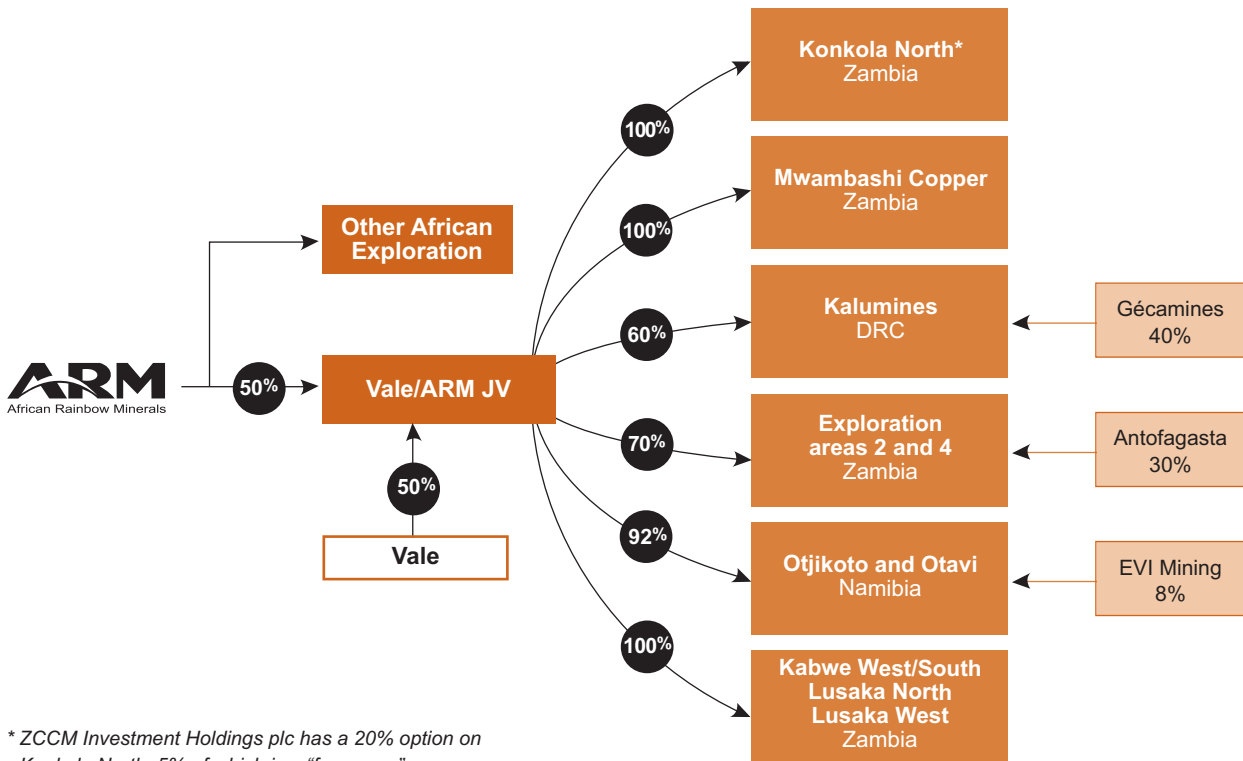 Konkola North*
Zambia
100%
Mwambashi Copper
Zambia
100%
Other African
Exploration
Kalumines
DRC
60%
Gécamines
40%
ARM
African Rainbow Minerals
50%
Vale/ARM JV
Exploration
areas 2 and 4
Zambia
70%
Antofagasta
30%
50%
Vale
92%
Otjikoto and Otavi
Namibia
EVI Mining
8%
100%
Kabwe West/South
Lusaka North
Lusaka West
Zambia
* ZCCM Investment Holdings plc has a 20% option on